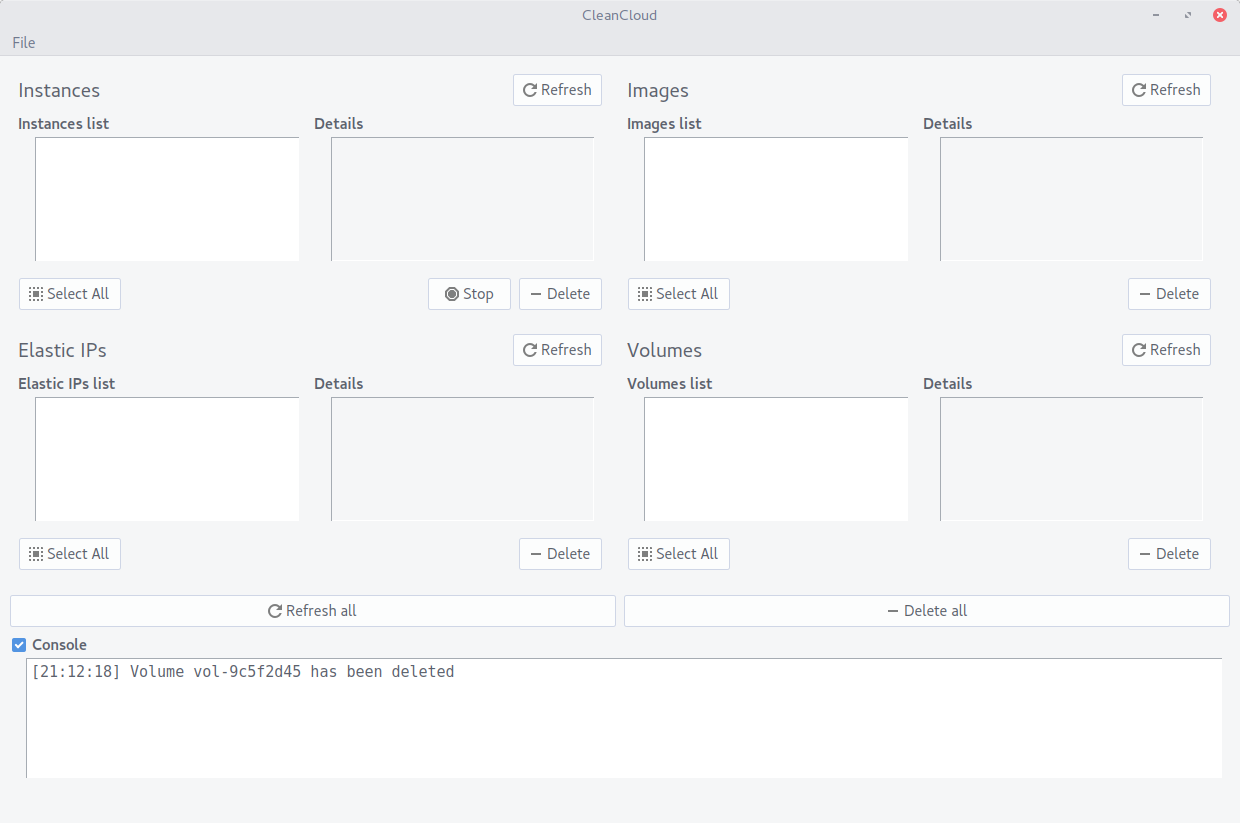 CleanCloud
File
Instances
Refresh
Instances list
Details
Select All
Stop
Delete
Images
Refresh
Images list
Details
Select All
Delete
Elastic IPs
Refresh
Elastic IPs list
Details
Select All
Delete
Volumes
Refresh
Volumes list
Details
Select All
Delete
Refresh all
Delete all
Console
[21:12:18] Volume vol-9c5f2d45 has been deleted